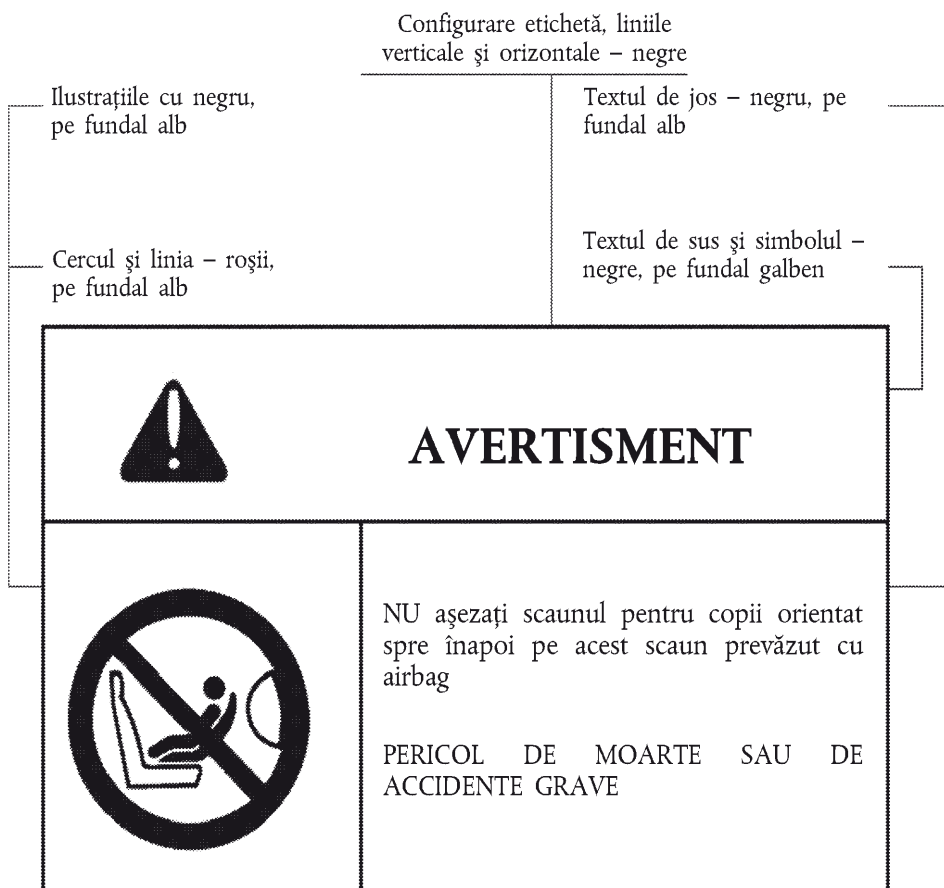 Configurare etichetă, liniile
verticale şi orizontale – negre
Ilustraţiile cu negru,
pe fundal alb
Textul de jos – negru, pe
fundal alb
Cercul şi linia – roşii,
pe fundal alb
Textul de sus şi simbolul –
negre, pe fundal galben
AVERTISMENT
NU aşezaţi scaunul pentru copii orientat
spre înapoi pe acest scaun prevăzut cu
airbag
PERICOL DE MOARTE SAU DE
ACCIDENTE GRAVE